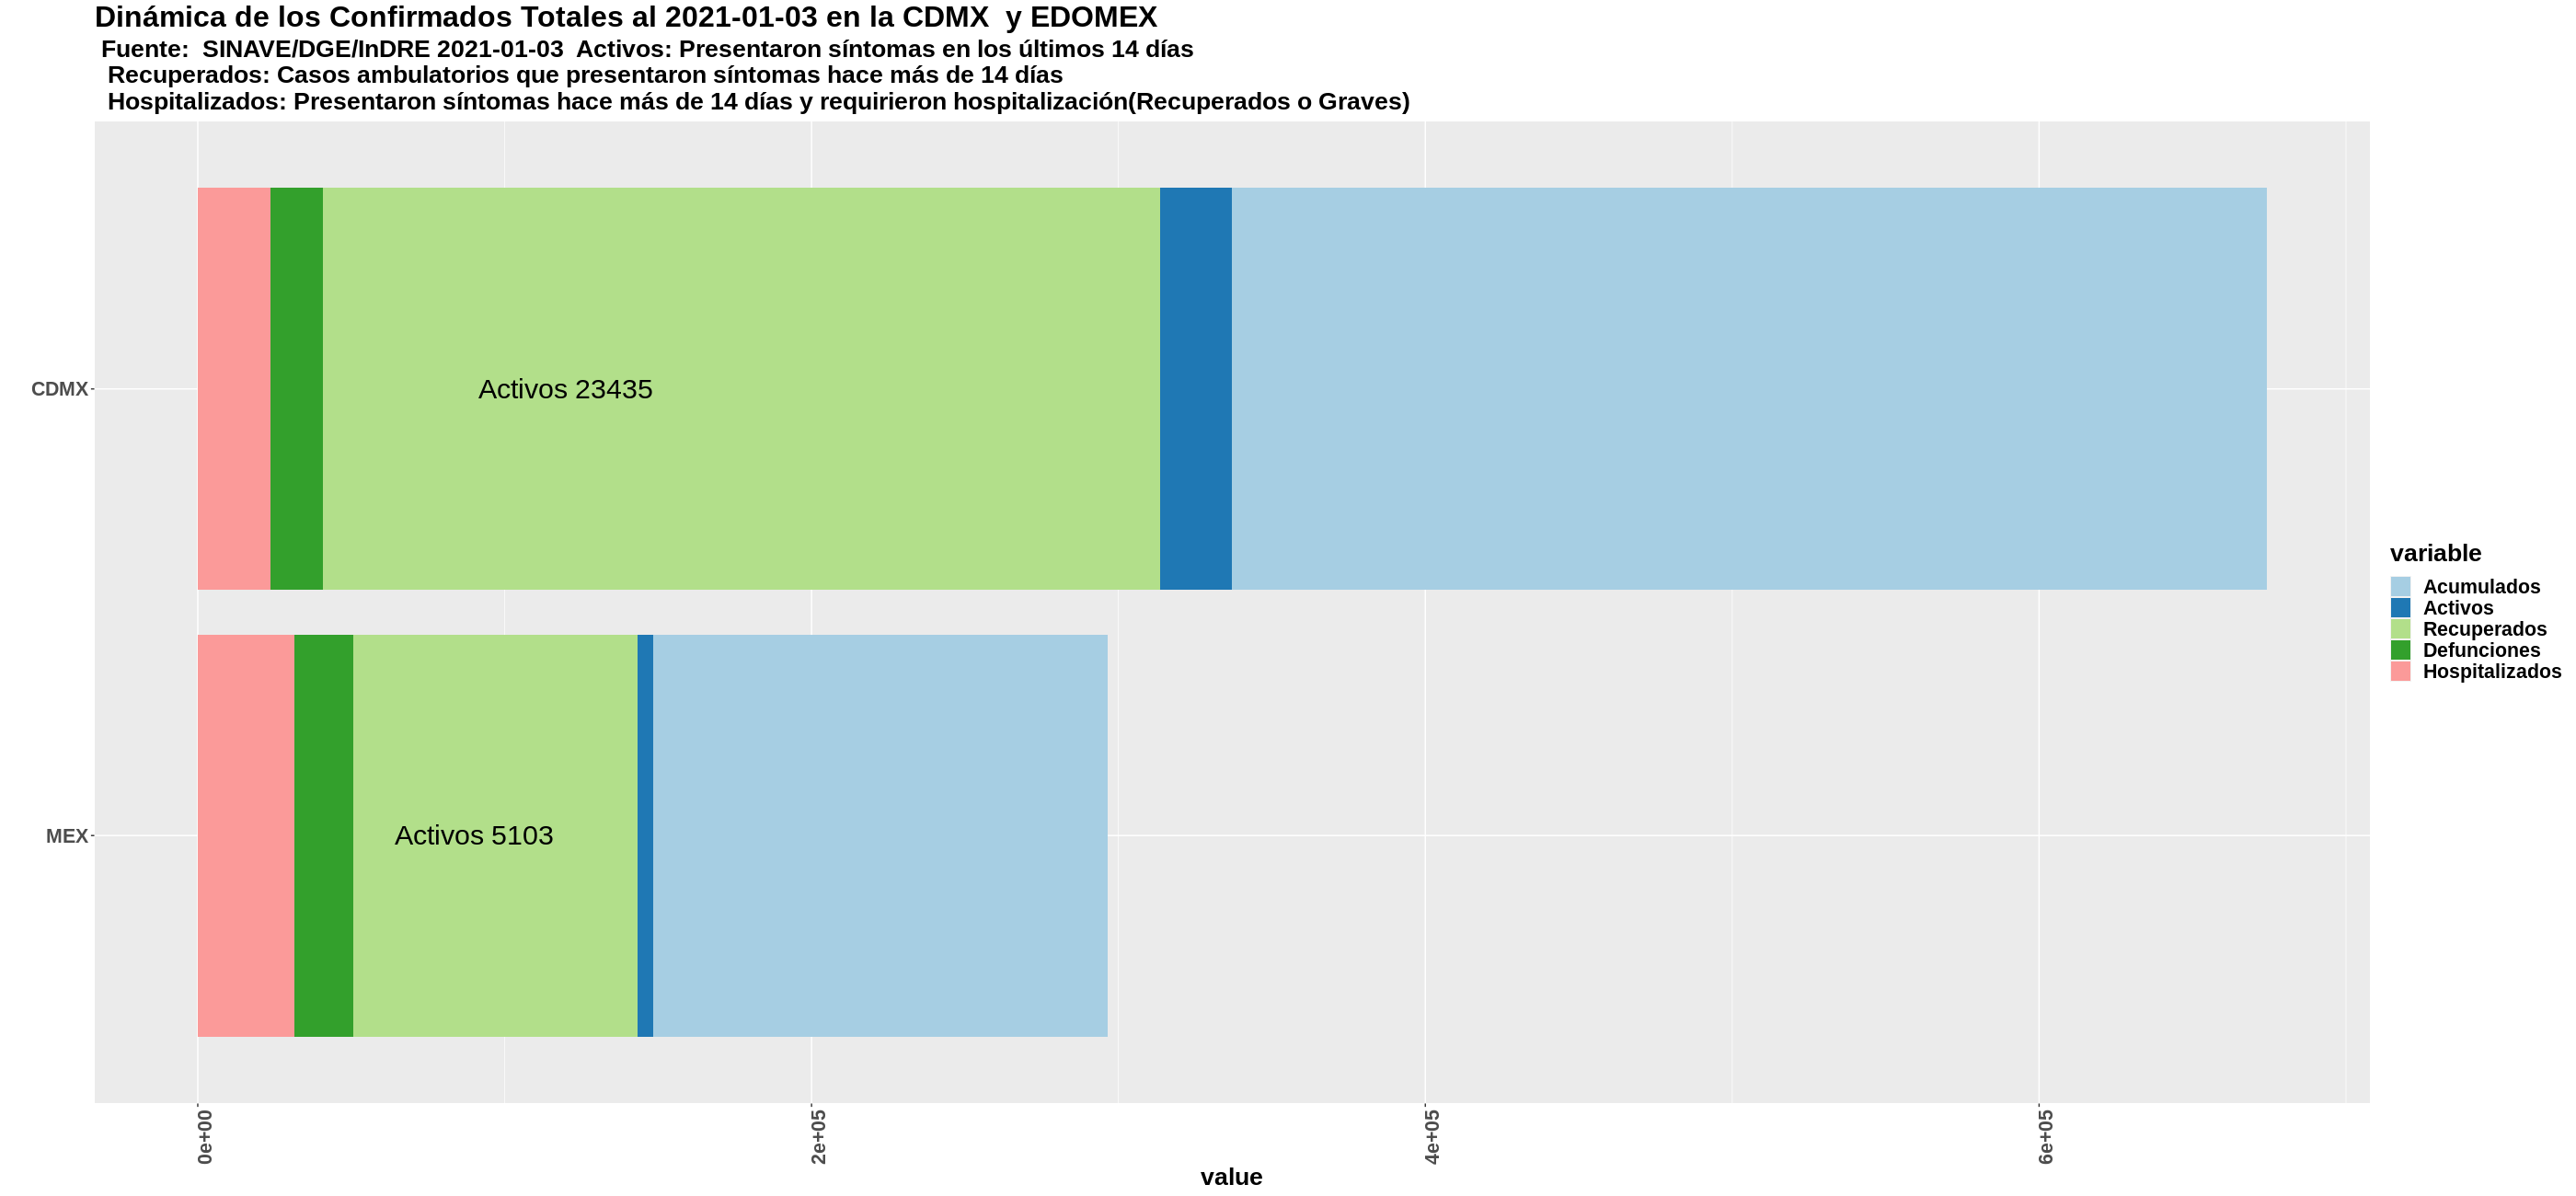 Dinámica de los Confirmados Totales al 2021-01-03 en la CDMX  y EDOMEX
Fuente:  SINAVE/DGE/InDRE 2021-01-03  Activos: Presentaron síntomas en los últimos 14 días
Recuperados: Casos ambulatorios que presentaron síntomas hace más de 14 días
Hospitalizados: Presentaron síntomas hace más de 14 días y requirieron hospitalización(Recuperados o Graves)
CDMX
Activos 23435
MEX
Activos 5103
variable
Acumulados
Activos
Recuperados
Defunciones
Hospitalizados
0e+00
2e+05
4e+05
6e+05
value